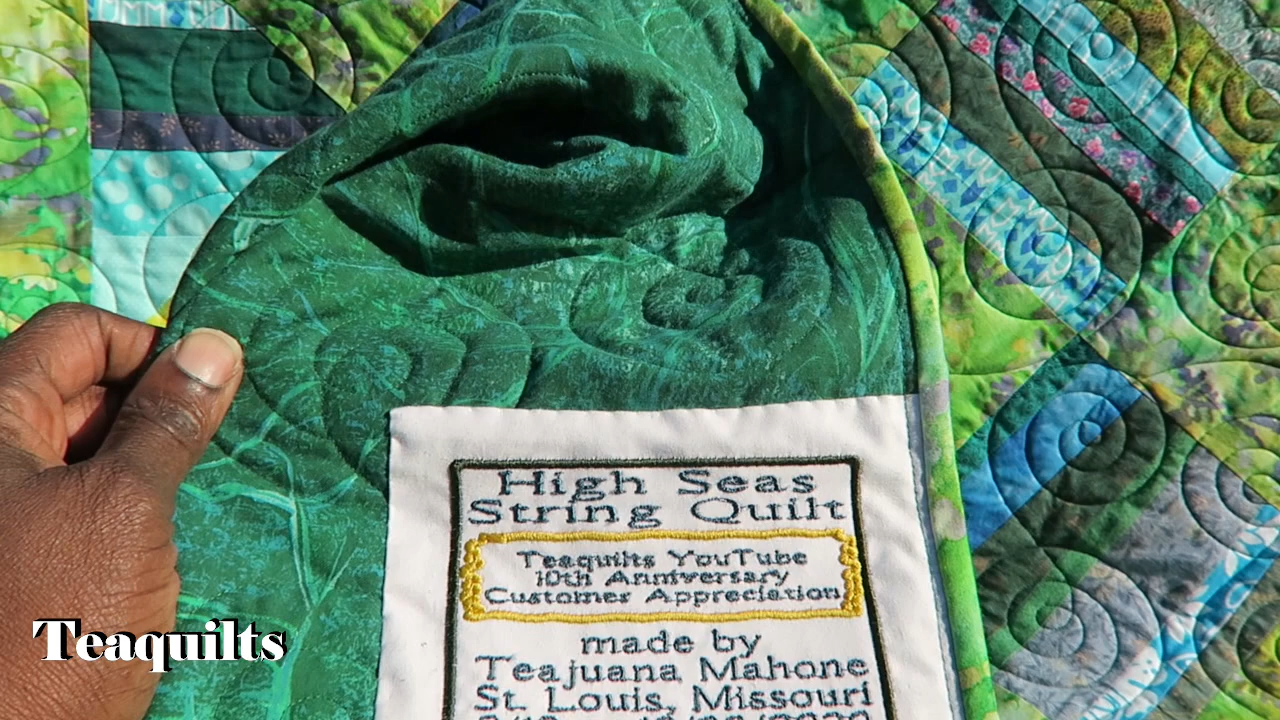 High Seas
String Quilt
Teaquilts YouTube
10th Anniversary
Customer Appreciation
made by
Teajuana Mahone
St. Louis, Missouri
Teaquilts